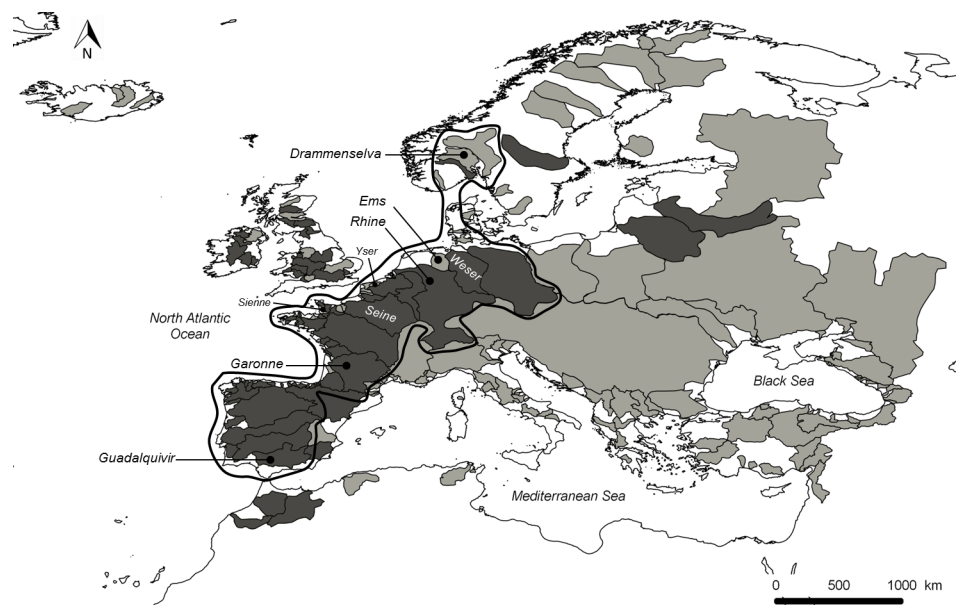 N
Drammenselva
Ems
Rhine
Yser
Weser
Sienne
Seine
North Atlantic
Ocean
Garonne
Black Sea
Guadalquivir
Mediterranean Sea
0 500 1000 km